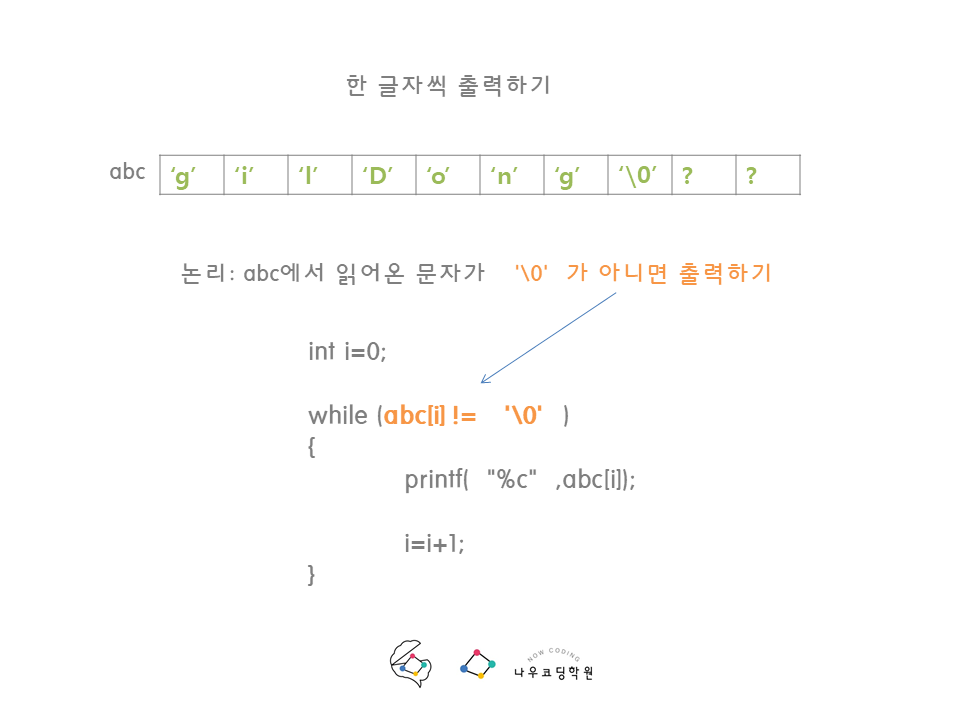 한 글자씩 출력하기
abc ‘g’ ‘i’ ‘l’ ‘D’ ‘o’ ‘n’ ‘g’ ‘\0’ ? ?
논리: abc에서 읽어온 문자가 '\0' 가 아니면 출력하기
int i=0;
while (abc[i] != '\0' )
{
printf( "%c" ,abc[i]);
i=i+1;
}
NOW CODING
나우코딩학원